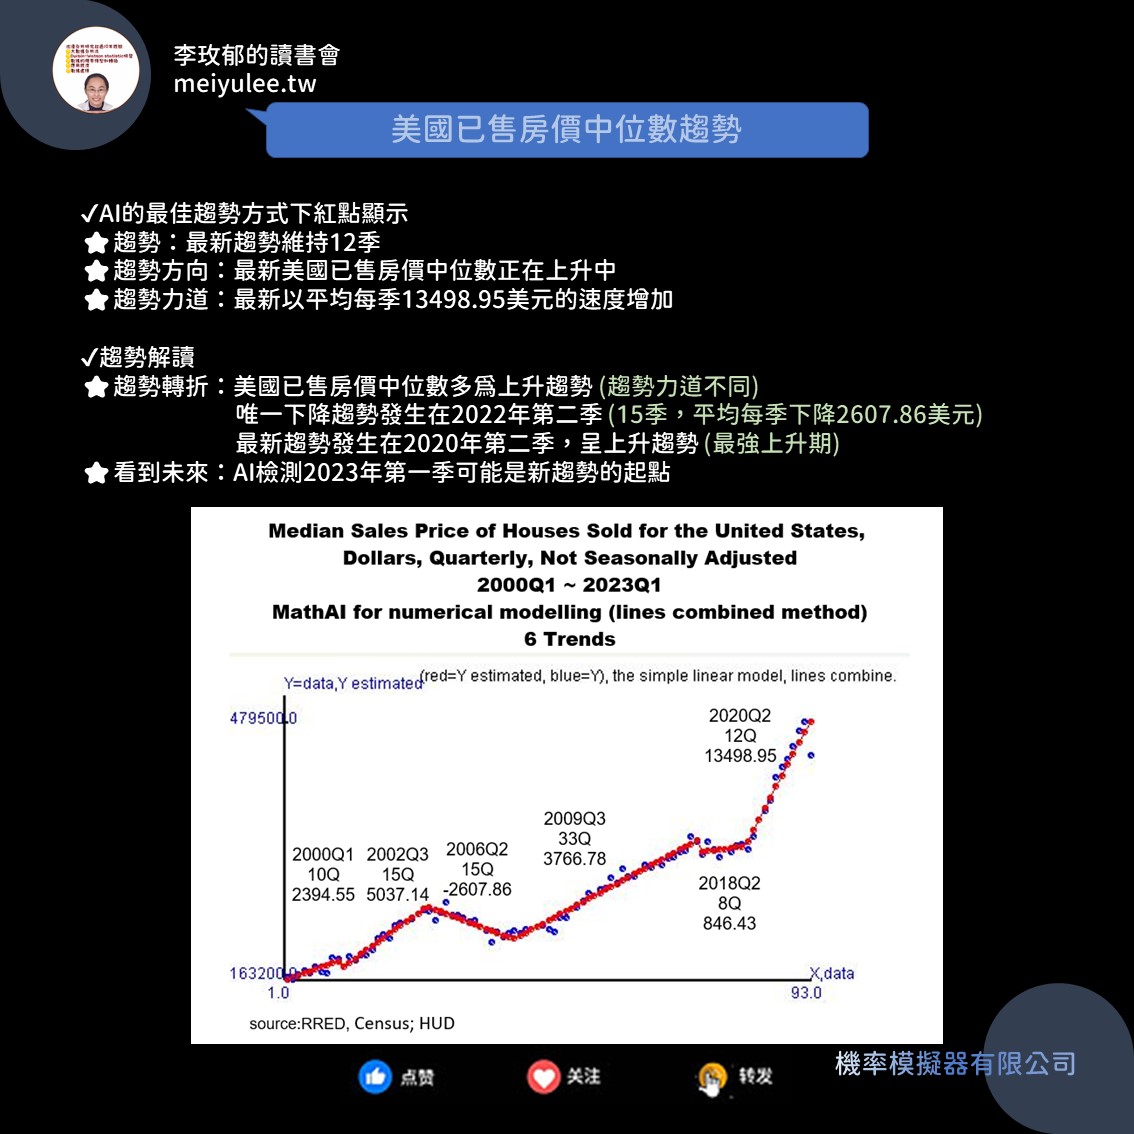 李玫郁的讀書會
meiyulee.tw
美國已售房價中位數趨勢
✓AI的最佳趨勢方式下紅點顯示
★趨勢：最新趨勢維持12季
★趨勢方向：最新美國已售房價中位數正在上升中
★趨勢力道：最新以平均每季13498.95美元的速度增加
✓趨勢解讀
★趨勢轉折：美國已售房價中位數多為上升趨勢 (趨勢力道不同)
唯一下降趨勢發生在2022年第二季 (15季，平均每季下降2607.86美元)
最新趨勢發生在2020年第二季，呈上升趨勢 (最強上升期)
★看到未來：AI檢測2023年第一季可能是新趨勢的起點
Median Sales Price of Houses Sold for the United States,
Dollars, Quarterly, Not Seasonally Adjusted
2000Q1 ~ 2023Q1
MathAI for numerical modelling (lines combined method)
6 Trends
Y=data,Y estimated
(red=Y estimated, blue=Y), the simple linear model, lines combine.
479500.0
2020Q2
12Q
13498.95
2009Q3
33Q
3766.78
2000Q1
10Q
2394.55
2002Q3
15Q
5037.14
2006Q2
15Q
-2607.86
2018Q2
8Q
846.43
163200.0
X,data
1.0
93.0
source:RRED, Census; HUD
機率模擬器有限公司
点赞
关注
转发